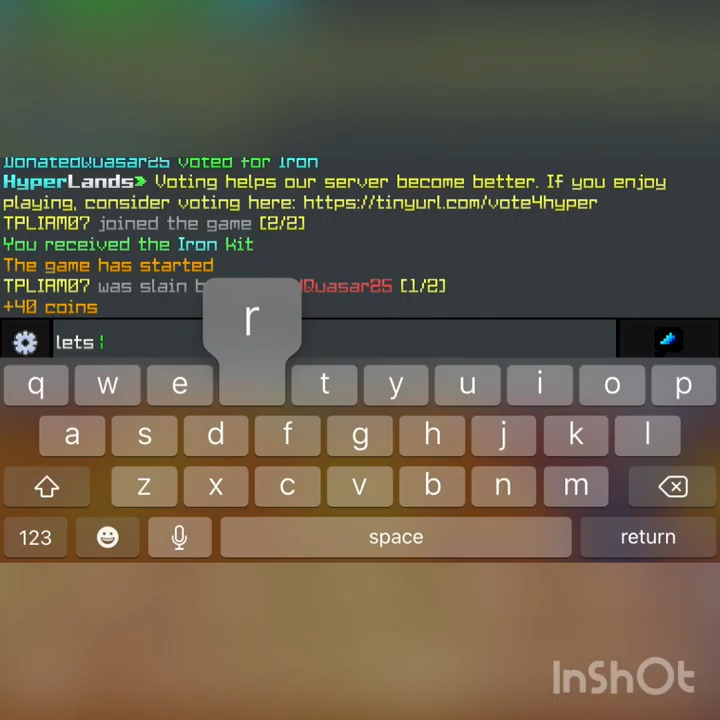 DonatedQuasar25 voted for Iron
HyperLands> Voting helps our server become better. If you enjoy
playing, consider voting here: https://tinyurl.com/vote4hyper
TPLIAM07 joined the game [2/2]
You received the Iron kit
The game has started
TPLIAM07 was slain b dQuasar25 [1/2]
+40 coins
lets
r
q w e t y u i o p
a s d f g h j k l
z x c v b n m
123 space return
InShOt